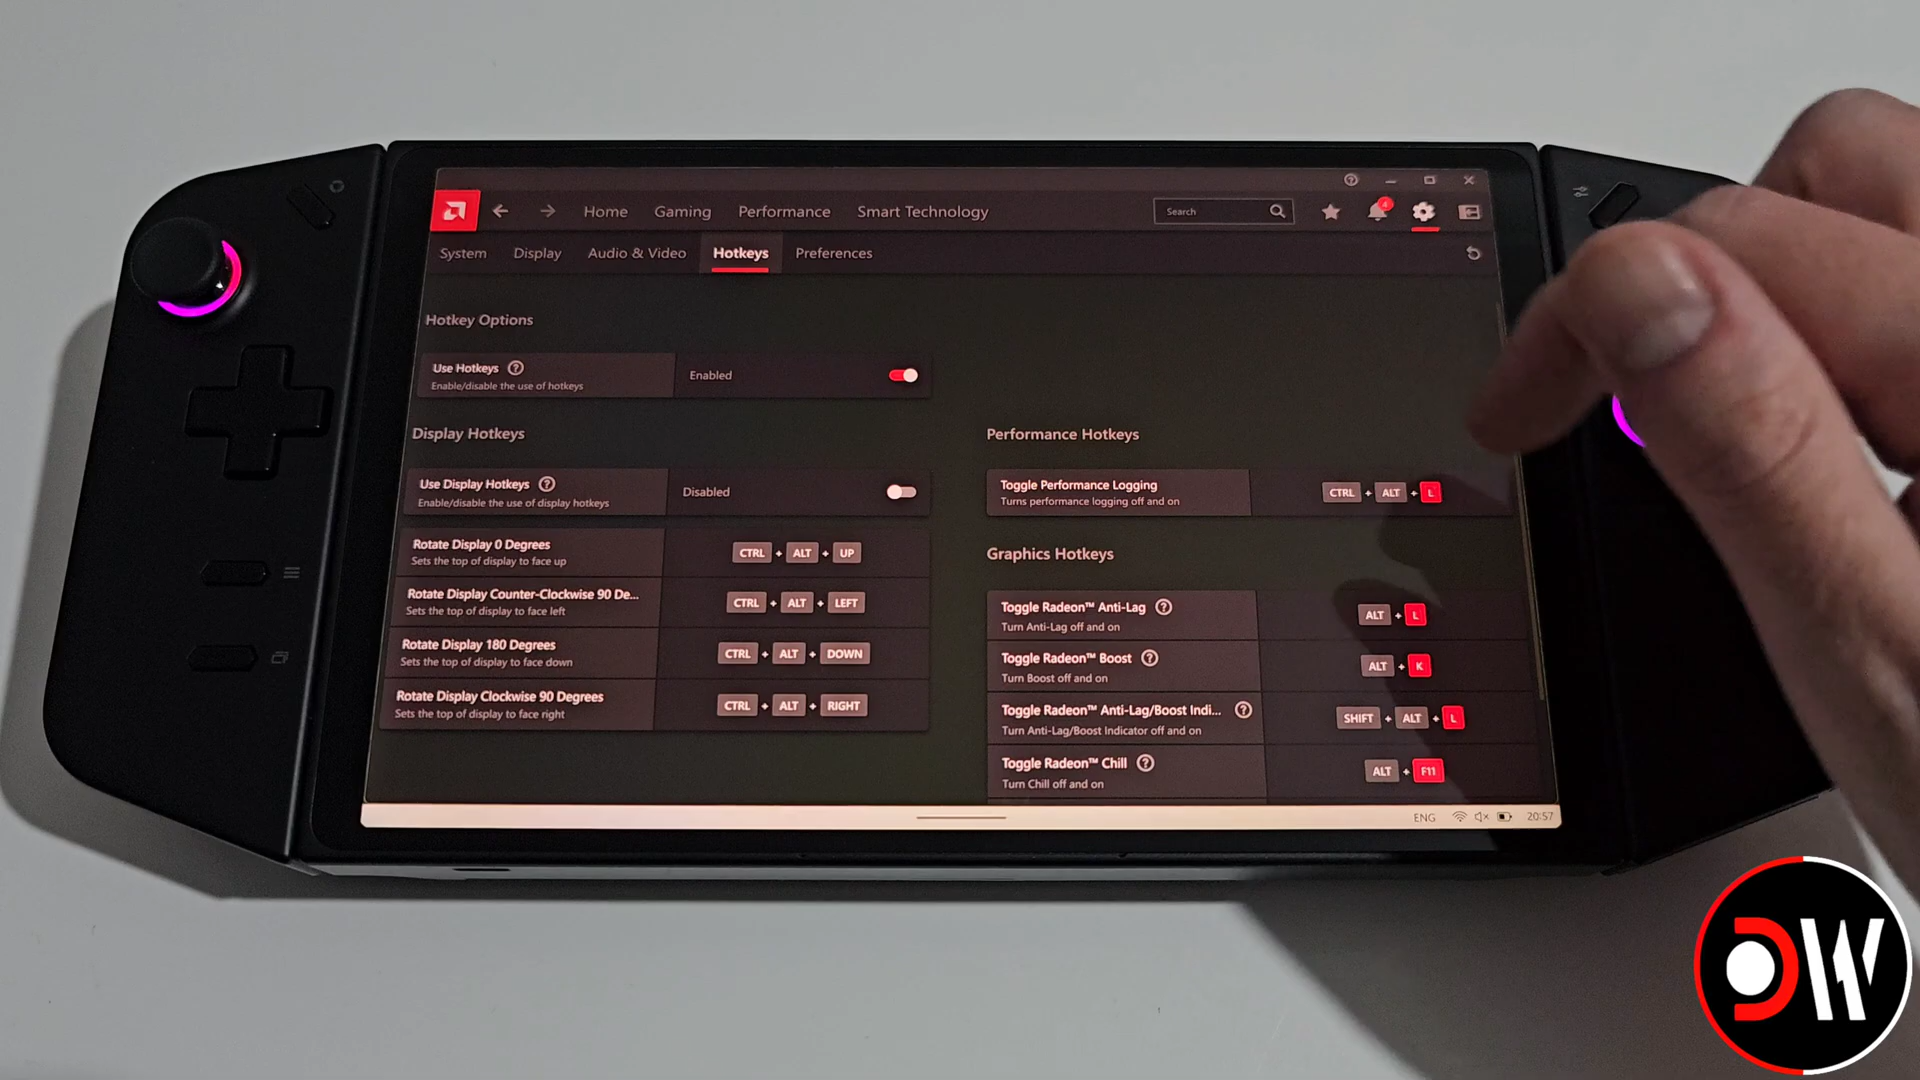 Home Gaming Performance Smart Technology Search 4
System Display Audio & Video Hotkeys Preferences
Hotkey Options
Use Hotkeys
Enable/disable the use of hotkeys
Enabled
Display Hotkeys
Use Display Hotkeys
Enable/disable the use of display hotkeys
Disabled
Rotate Display 0 Degrees
Sets the top of display to face up
CTRL + ALT + UP
Rotate Display Counter-Clockwise 90 De...
Sets the top of display to face left
CTRL + ALT + LEFT
Rotate Display 180 Degrees
Sets the top of display to face down
CTRL + ALT + DOWN
Rotate Display Clockwise 90 Degrees
Sets the top of display to face right
CTRL + ALT + RIGHT
Performance Hotkeys
Toggle Performance Logging
Turns performance logging off and on
CTRL + ALT + L
Graphics Hotkeys
Toggle Radeon™ Anti-Lag
Turn Anti-Lag off and on
ALT + L
Toggle Radeon™ Boost
Turn Boost off and on
ALT + K
Toggle Radeon™ Anti-Lag/Boost Indi...
Turn Anti-Lag/Boost Indicator off and on
SHIFT + ALT + L
Toggle Radeon™ Chill
Turn Chill off and on
ALT + F11
ENG 20:57
DW